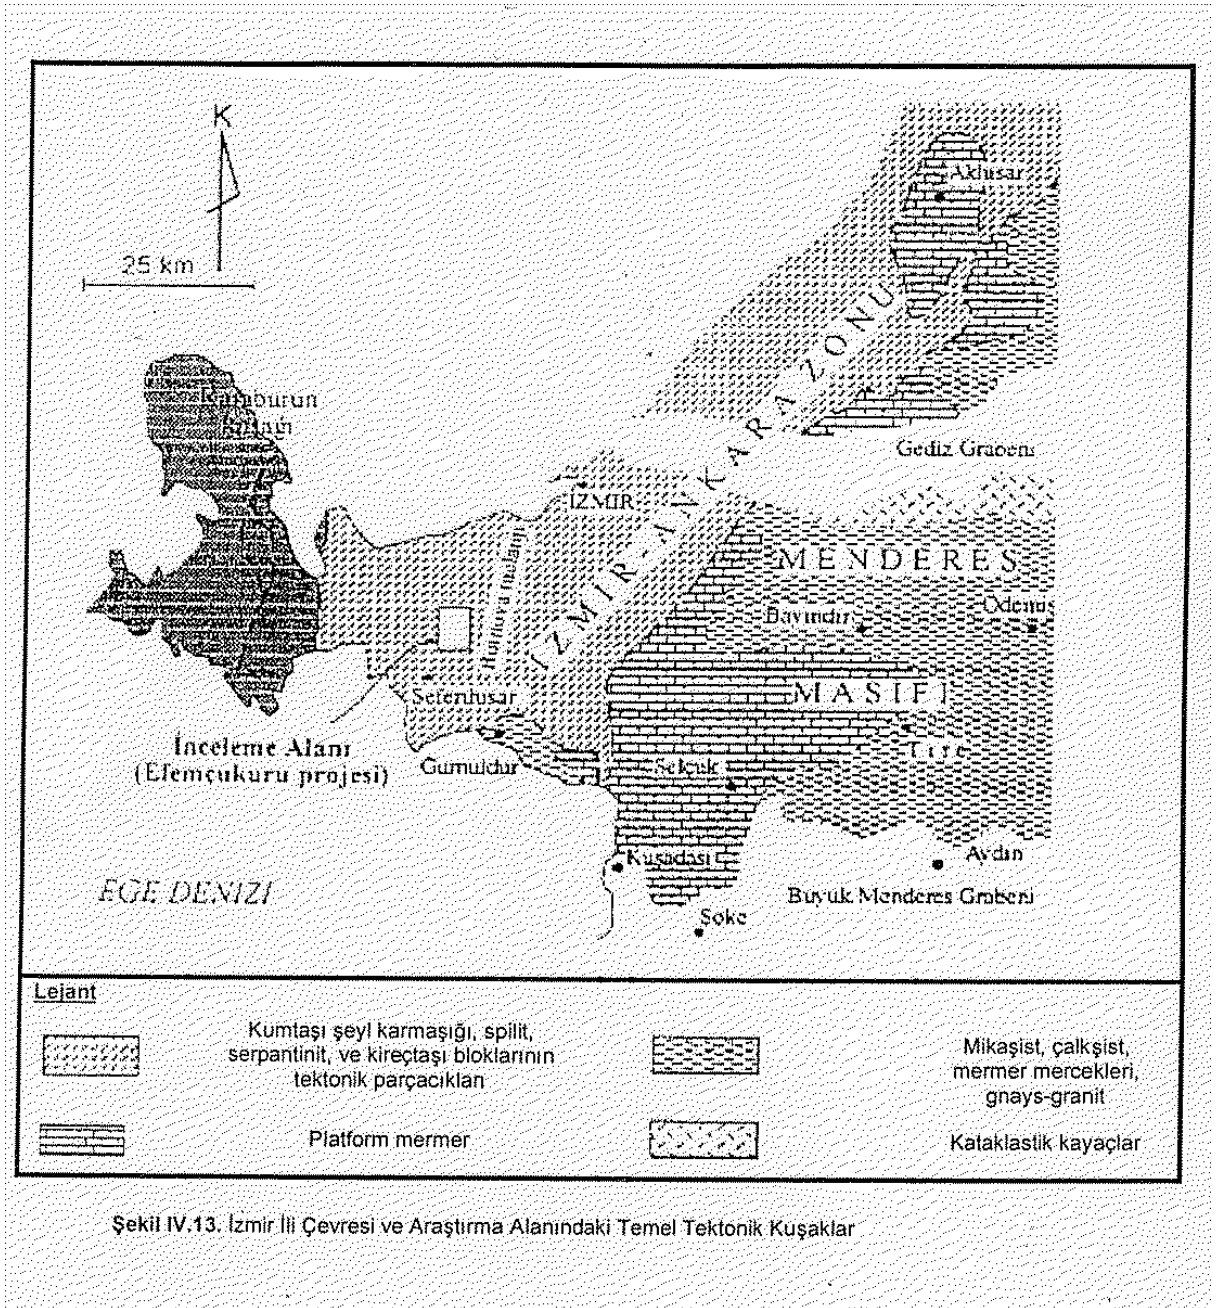 K
25 km
Akhisar
Karaburun
Kuşağı
İZMİR-ANKARA ZONU
Gediz Grabeni
İZMİR
MENDERES
Ödemiş
Bayındır
MASİFİ
Seferihisar
Tire
İnceleme Alanı
(Efemçukuru projesi)
Gümüldür
Selçuk
Kuşadası
Aydın
EGE DENİZİ
Büyük Menderes Grabeni
Söke
Lejant
Kumtaşı şeyl karmaşığı, spilit,
serpantinit, ve kireçtaşı bloklarının
tektonik parçacıkları
Mikaşist, çalkşist,
mermer mercekleri,
gnays-granit
Platform mermer
Kataklastik kayaçlar
Şekil IV.13. İzmir İli Çevresi ve Araştırma Alanındaki Temel Tektonik Kuşaklar